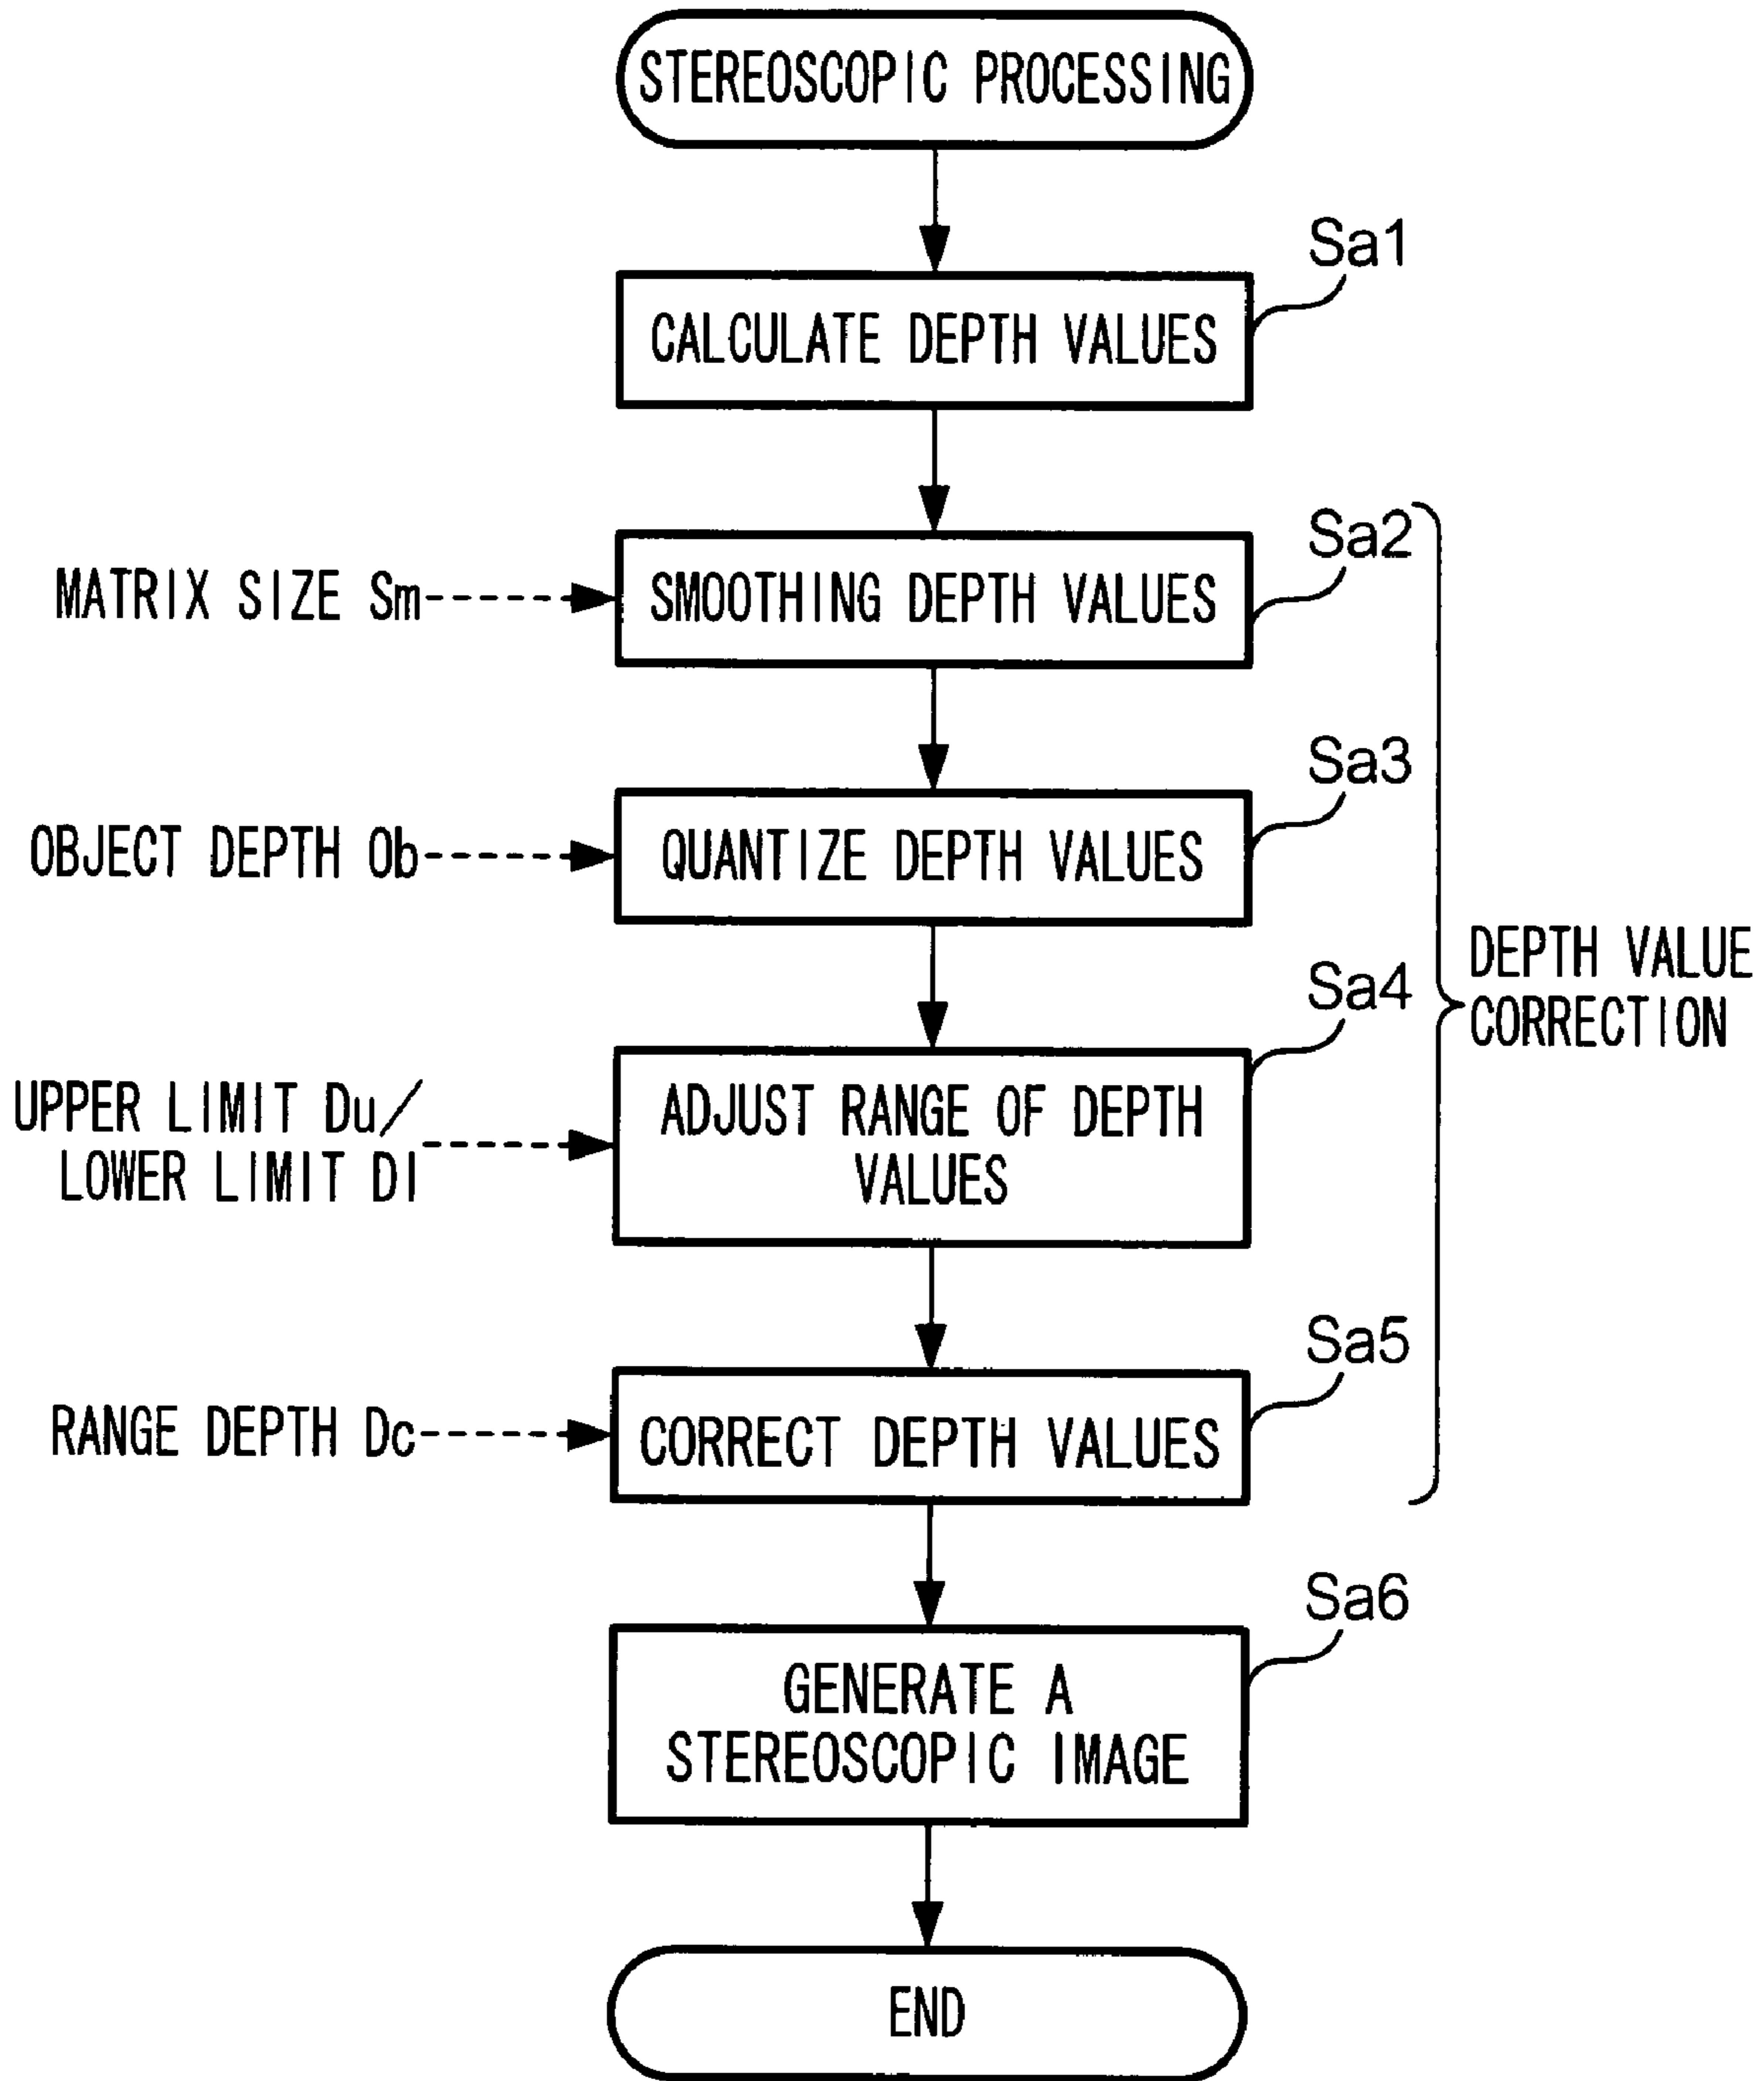 STEREOSCOPIC PROCESSING
Sa1
CALCULATE DEPTH VALUES
Sa2
MATRIX SIZE Sm
SMOOTHING DEPTH VALUES
Sa3
OBJECT DEPTH Ob
QUANTIZE DEPTH VALUES
DEPTH VALUE
CORRECTION
Sa4
UPPER LIMIT Du/
LOWER LIMIT Dl
ADJUST RANGE OF DEPTH
VALUES
Sa5
RANGE DEPTH Dc
CORRECT DEPTH VALUES
Sa6
GENERATE A
STEREOSCOPIC IMAGE
END